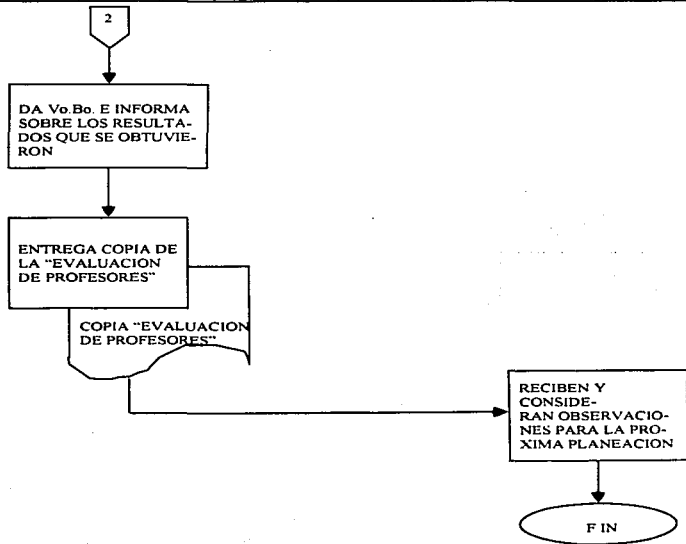 2
DA Vo.Bo. E INFORMA
SOBRE LOS RESULTA-
DOS QUE SE OBTUVIE-
RON
ENTREGA COPIA DE
LA "EVALUACION
DE PROFESORES"
COPIA "EVALUACION
DE PROFESORES"
RECIBEN Y
CONSIDE-
RAN OBSERVACIO-
NES PARA LA PRO-
XIMA PLANEACION
F IN